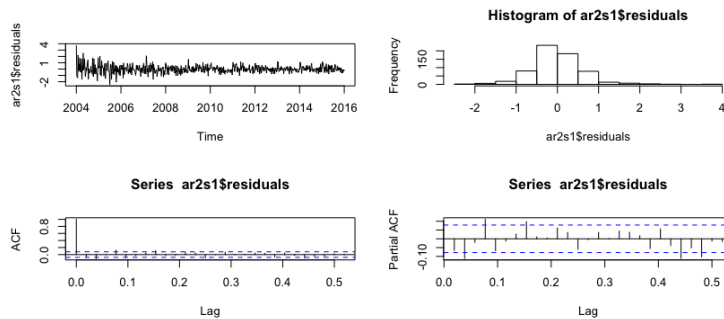 ar2s1$residuals
-2
4
2004 2006 2008 2010 2012 2014 2016
Time
Histogram of ar2s1$residuals
Frequency
0
150
-2 -1 0 1 2 3 4
ar2s1$residuals
Series ar2s1$residuals
ACF
0.0
0.8
0.0 0.1 0.2 0.3 0.4 0.5
Lag
Series ar2s1$residuals
Partial ACF
-0.10
0.0 0.1 0.2 0.3 0.4 0.5
Lag